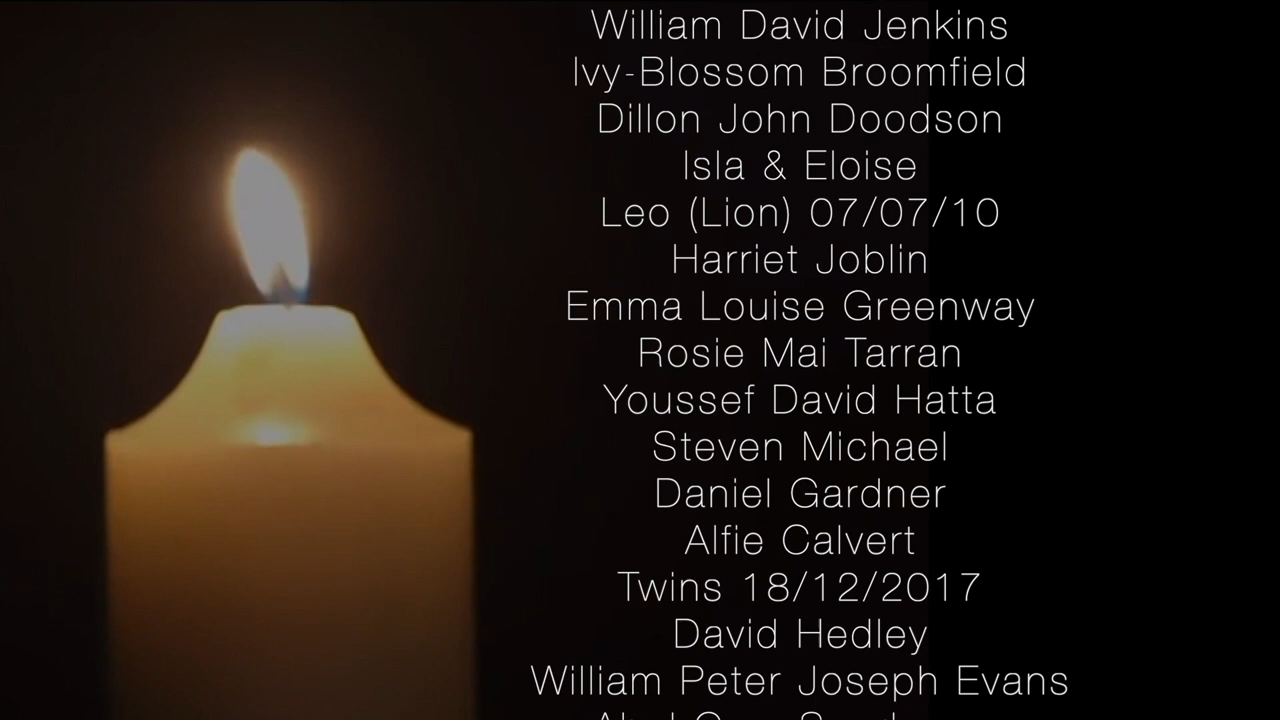 William David Jenkins
Ivy-Blossom Broomfield
Dillon John Doodson
Isla & Eloise
Leo (Lion) 07/07/10
Harriet Joblin
Emma Louise Greenway
Rosie Mai Tarran
Youssef David Hatta
Steven Michael
Daniel Gardner
Alfie Calvert
Twins 18/12/2017
David Hedley
William Peter Joseph Evans